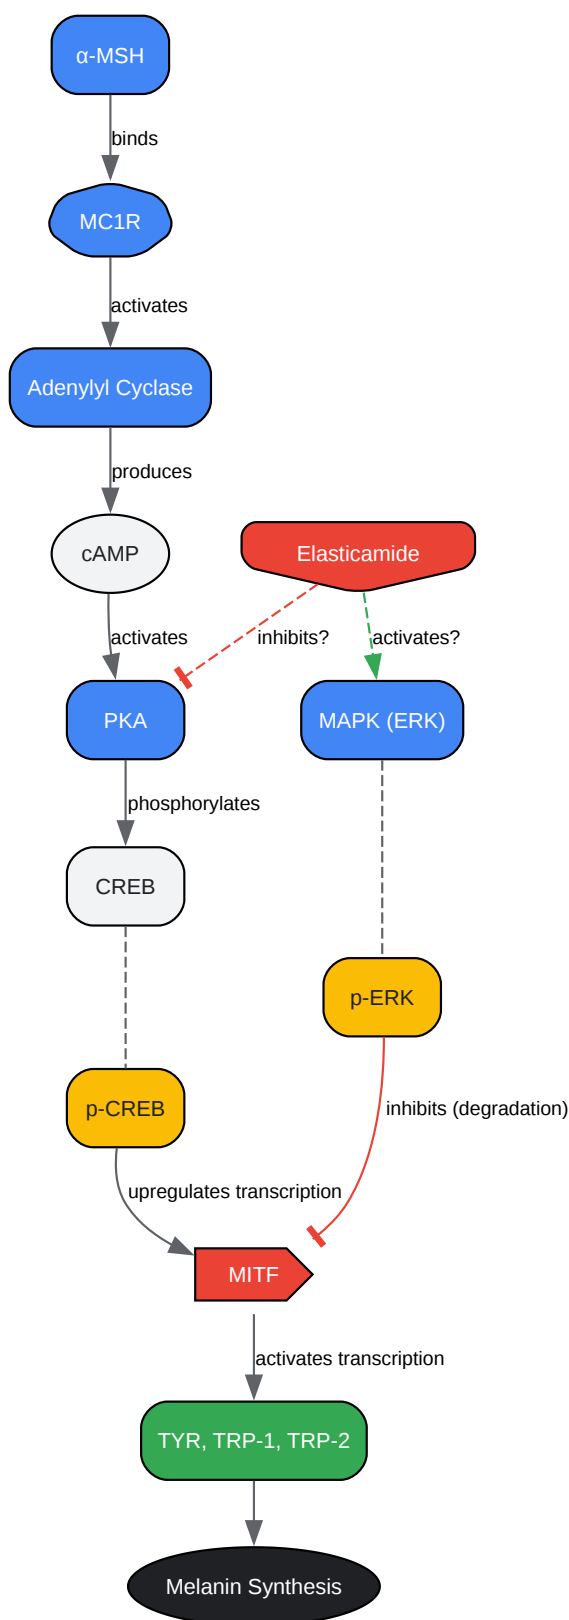 α-MSH
binds
MC1R
activates
Adenylyl Cyclase
produces
cAMP
Elasticamide
activates
inhibits?
activates?
PKA
MAPK (ERK)
phosphorylates
CREB
p-ERK
p-CREB
inhibits (degradation)
upregulates transcription
MITF
activates transcription
TYR, TRP-1, TRP-2
Melanin Synthesis